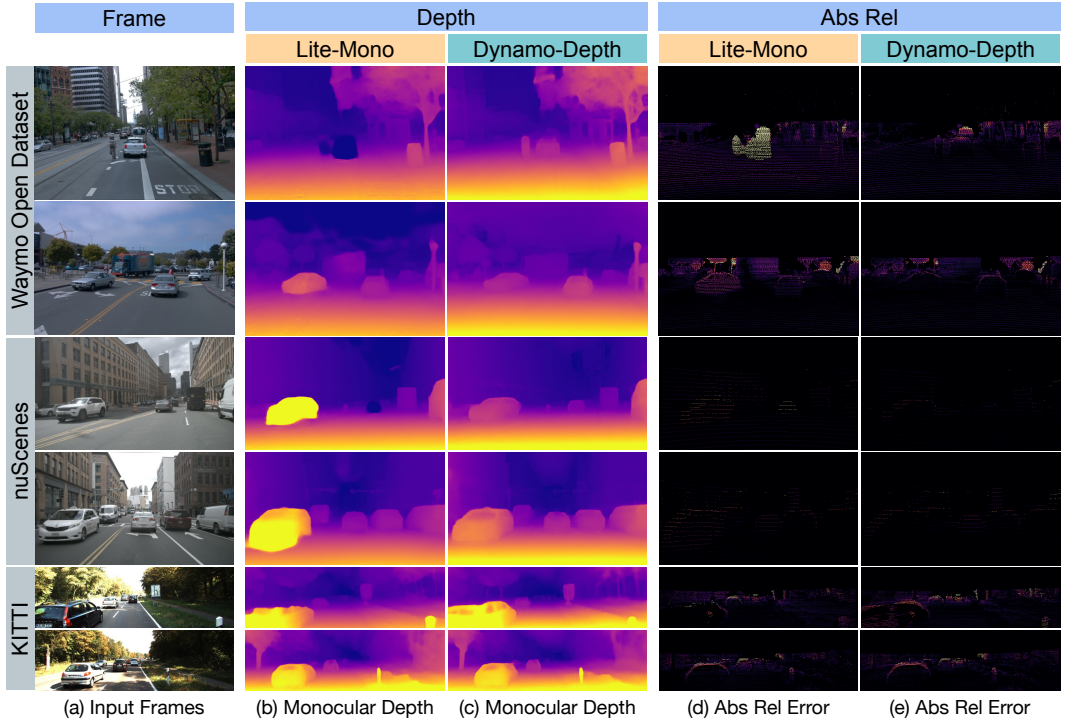 Frame
Depth
Abs Rel
Lite-Mono
Dynamo-Depth
Lite-Mono
Dynamo-Depth
Waymo Open Dataset
STOP
nuScenes
KITTI
(a) Input Frames
(b) Monocular Depth
(c) Monocular Depth
(d) Abs Rel Error
(e) Abs Rel Error